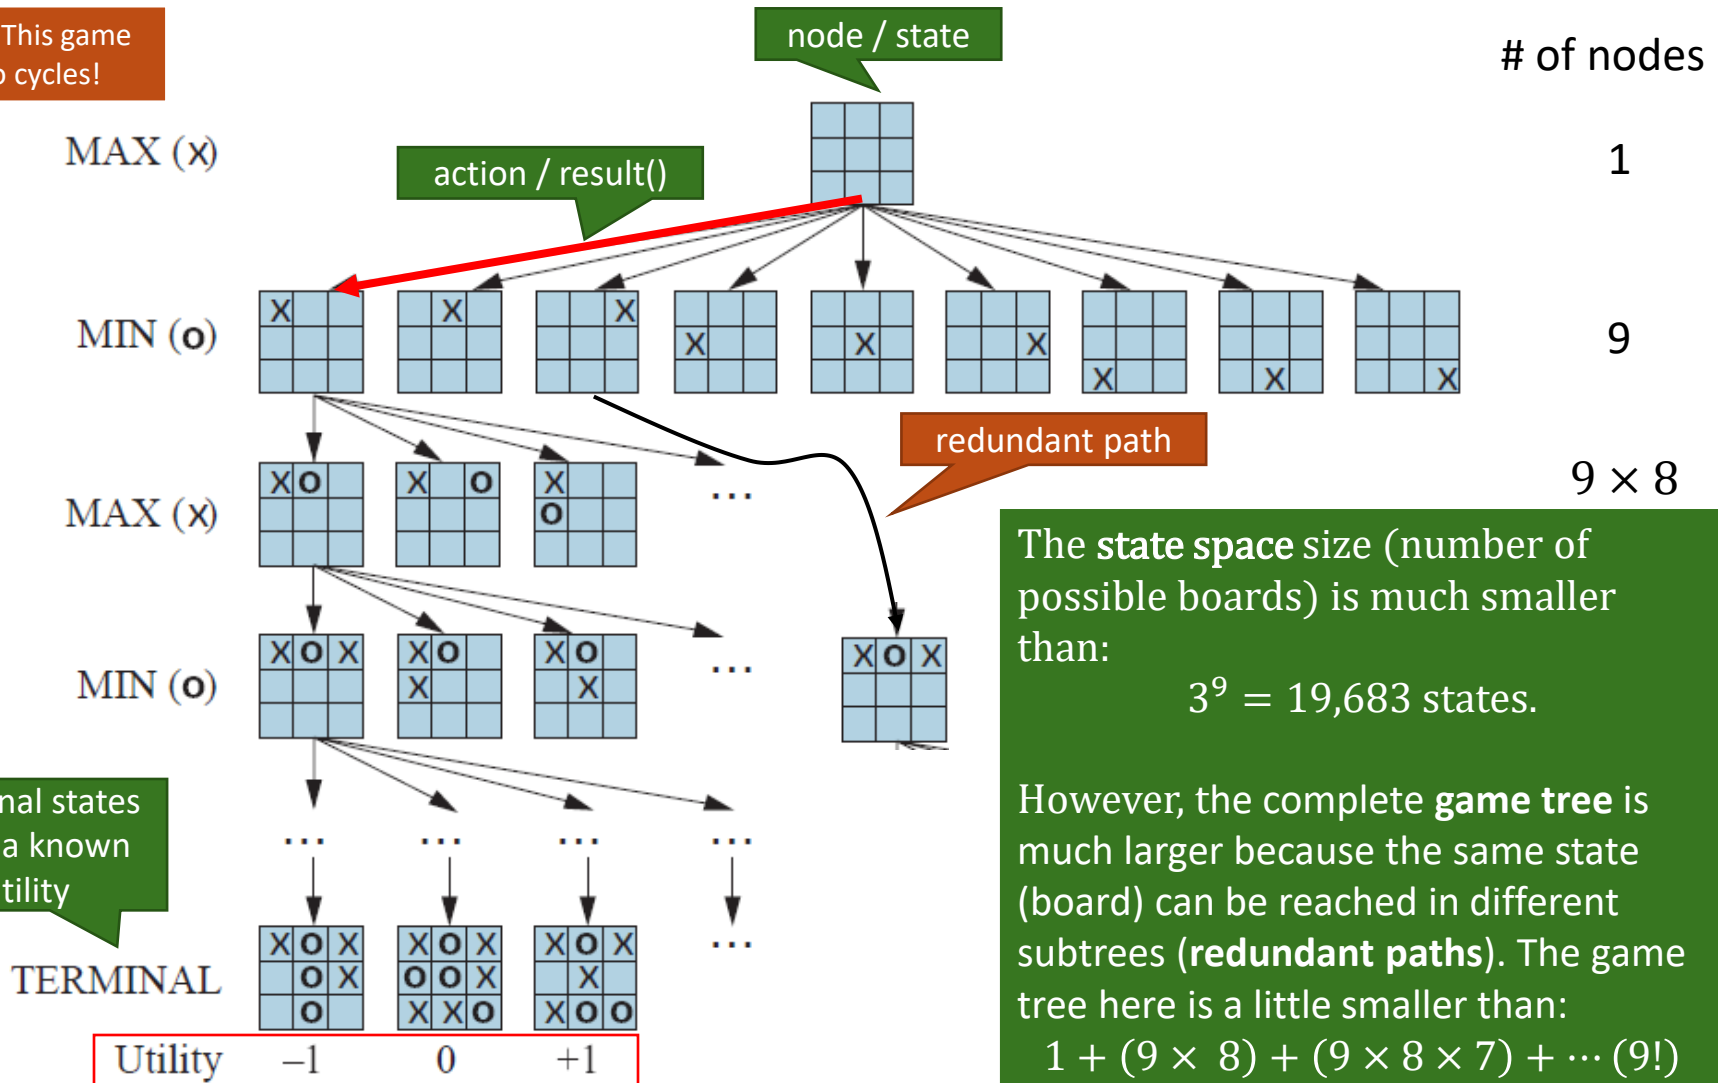 This game
o cycles!
node / state
# of nodes
MAX (x)
action / result()
1
MIN (o)
X
X
X
X
X
X
X
X
X
9
redundant path
9 × 8
MAX (x)
X O
X O
X
O
...
MIN (o)
X O X
X O
X
X O
X
...
X O X
The state space size (number of
possible boards) is much smaller
than:
3⁹ = 19,683 states.
However, the complete game tree is
much larger because the same state
(board) can be reached in different
subtrees (redundant paths). The game
tree here is a little smaller than:
1 + (9 × 8) + (9 × 8 × 7) + ⋯ (9!)
nal states
a known
tility
... ... ... ...
TERMINAL
X O X
O X
O
X O X
O O X
X X O
X O X
X
X O O
...
Utility −1 0 +1